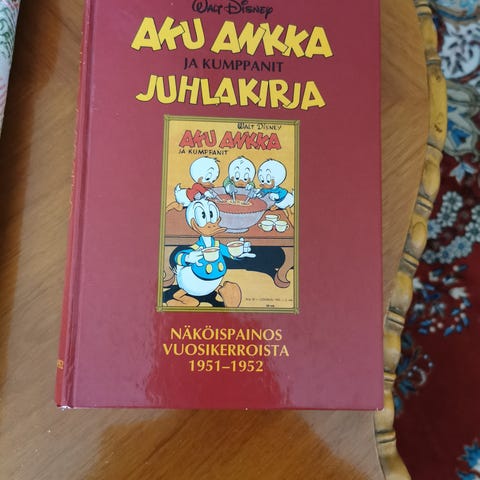 Walt Disney
AKU ANKKA
JA KUMPPANIT
JUHLAKIRJA
WALT DISNEY
AKU ANKKA
JA KUMPPANIT
NÄKÖISPAINOS
VUOSIKERROISTA
1951–1952